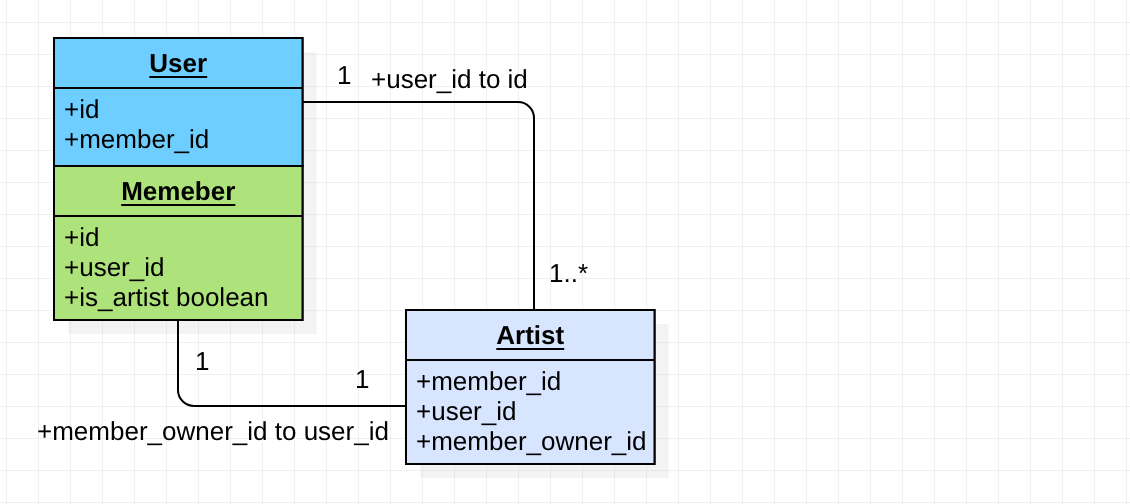 User
+id
+member_id
Memeber
+id
+user_id
+is_artist boolean
1
+user_id to id
1..*
1
1
+member_owner_id to user_id
Artist
+member_id
+user_id
+member_owner_id